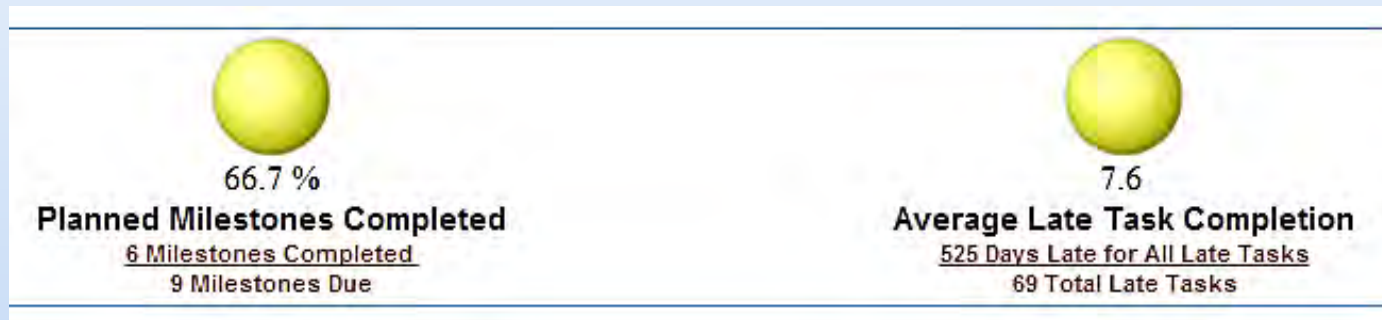 66.7 %
Planned Milestones Completed
6 Milestones Completed
9 Milestones Due
7.6
Average Late Task Completion
525 Days Late for All Late Tasks
69 Total Late Tasks